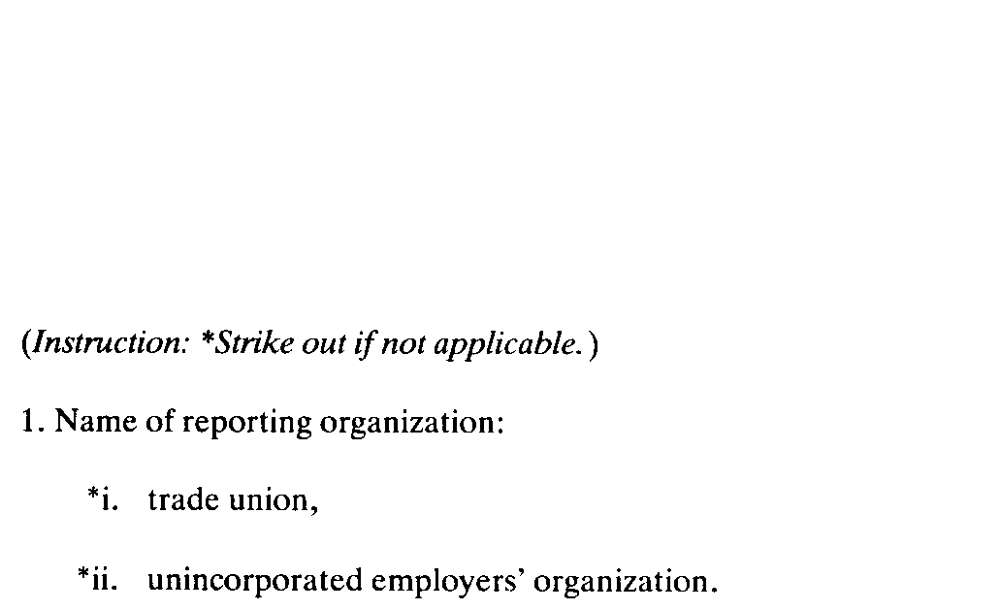 (Instruction: *Strike out if not applicable.)
1. Name of reporting organization:
*i. trade union,
*ii. unincorporated employers’ organization.